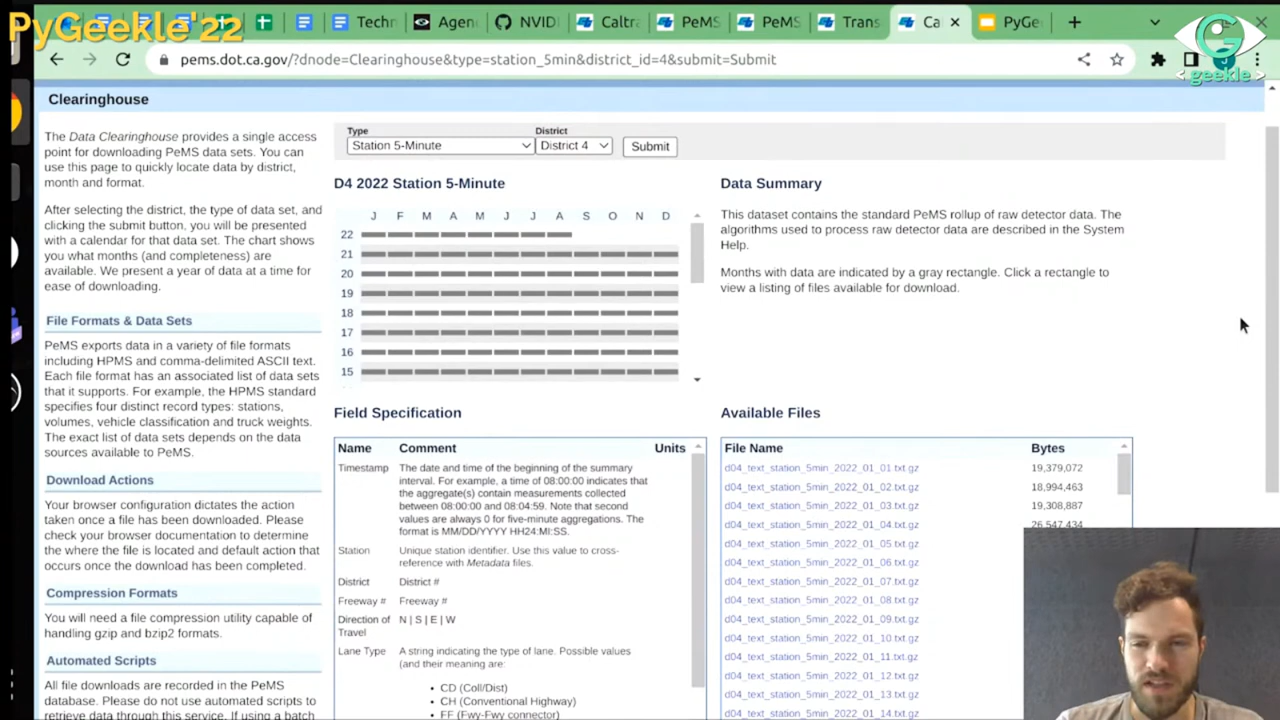 PyGeekle'22
Techn
Agen
NVIDI
Caltra
PeMS
PeMS
Trans
Ca
PyGe
pems.dot.ca.gov/?dnode=Clearinghouse&type=station_5min&district_id=4&submit=Submit
G
< geekle >
Clearinghouse
The Data Clearinghouse provides a single access
point for downloading PeMS data sets. You can
use this page to quickly locate data by district,
month and format.
After selecting the district, the type of data set, and
clicking the submit button, you will be presented
with a calendar for that data set. The chart shows
you what months (and completeness) are
available. We present a year of data at a time for
ease of downloading.
File Formats & Data Sets
PeMS exports data in a variety of file formats
including HPMS and comma-delimited ASCII text.
Each file format has an associated list of data sets
that it supports. For example, the HPMS standard
specifies four distinct record types: stations,
volumes, vehicle classification and truck weights.
The exact list of data sets depends on the data
sources available to PeMS.
Download Actions
Your browser configuration dictates the action
taken once a file has been downloaded. Please
check your browser documentation to determine
the where the file is located and default action that
occurs once the download has been completed.
Compression Formats
You will need a file compression utility capable of
handling gzip and bzip2 formats.
Automated Scripts
All file downloads are recorded in the PeMS
database. Please do not use automated scripts to
retrieve data through this service. If using a batch
Type
District
Station 5-Minute
District 4
Submit
D4 2022 Station 5-Minute
J F M A M J J A S O N D
22
21
20
19
18
17
16
15
Data Summary
This dataset contains the standard PeMS rollup of raw detector data. The
algorithms used to process raw detector data are described in the System
Help.
Months with data are indicated by a gray rectangle. Click a rectangle to
view a listing of files available for download.
Field Specification
Name Comment Units
Timestamp The date and time of the beginning of the summary
interval. For example, a time of 08:00:00 indicates that
the aggregate(s) contain measurements collected
between 08:00:00 and 08:04:59. Note that second
values are always 0 for five-minute aggregations. The
format is MM/DD/YYYY HH24:MI:SS.
Station Unique station identifier. Use this value to cross-
reference with Metadata files.
District District #
Freeway # Freeway #
Direction of N | S | E | W
Travel
Lane Type A string indicating the type of lane. Possible values
(and their meaning are:
• CD (Coll/Dist)
• CH (Conventional Highway)
• FF (Fwy-Fwy connector)
Available Files
File Name Bytes
d04_text_station_5min_2022_01_01.txt.gz 19,379,072
d04_text_station_5min_2022_01_02.txt.gz 18,994,463
d04_text_station_5min_2022_01_03.txt.gz 19,308,887
d04_text_station_5min_2022_01_04.txt.gz 26,547,434
d04_text_station_5min_2022_01_05.txt.gz
d04_text_station_5min_2022_01_06.txt.gz
d04_text_station_5min_2022_01_07.txt.gz
d04_text_station_5min_2022_01_08.txt.gz
d04_text_station_5min_2022_01_09.txt.gz
d04_text_station_5min_2022_01_10.txt.gz
d04_text_station_5min_2022_01_11.txt.gz
d04_text_station_5min_2022_01_12.txt.gz
d04_text_station_5min_2022_01_13.txt.gz
d04_text_station_5min_2022_01_14.txt.gz